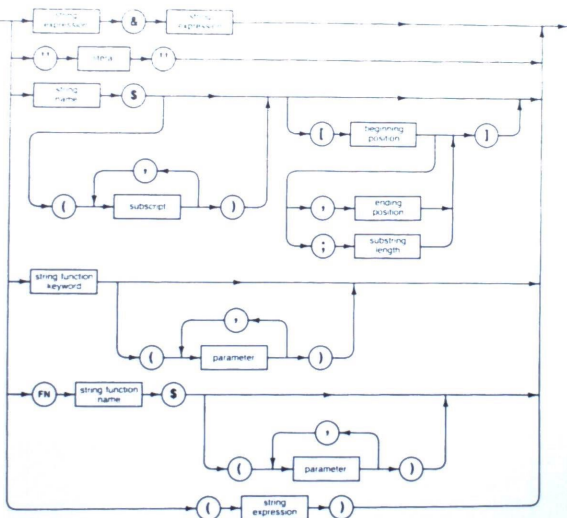 string expression & string expression
" literal "
string name $
[ beginning position ]
,
( subscript )
, ending position
; substring length
string function keyword
,
( parameter )
FN string function name $
,
( parameter )
( string expression )